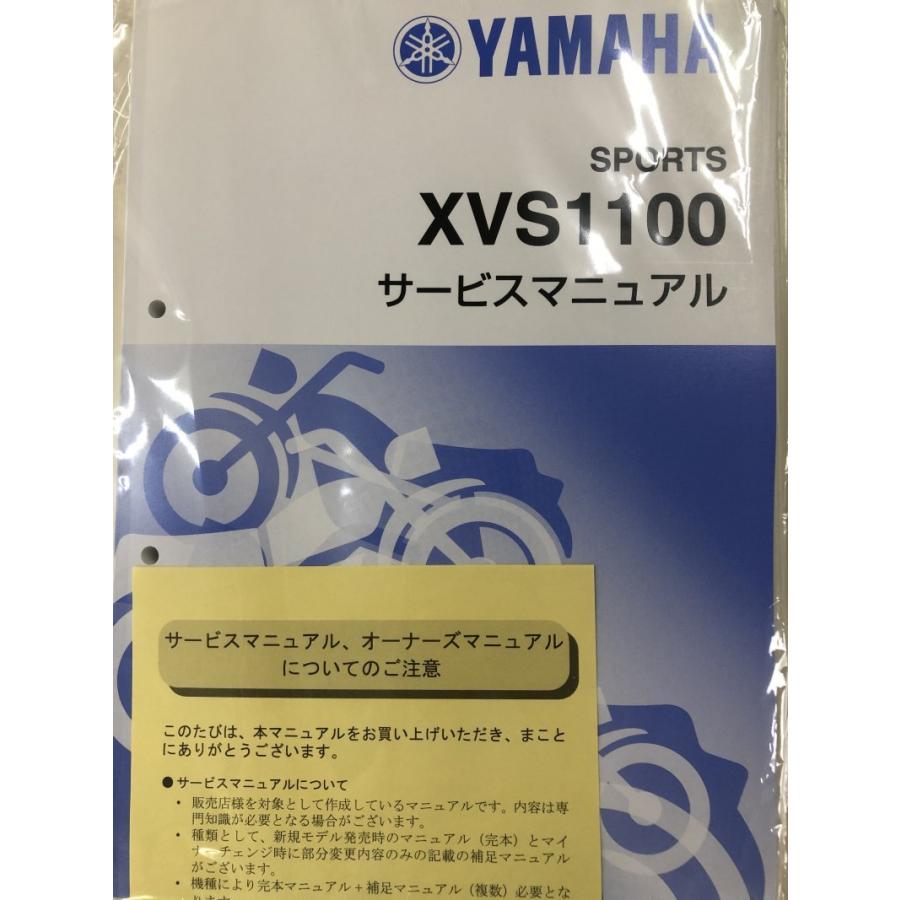 YAMAHA
SPORTS
XVS1100
サービスマニュアル
サービスマニュアル、オーナーズマニュアル
についてのご注意
このたびは、本マニュアルをお買い上げいただき、まこと
にありがとうございます。
●サービスマニュアルについて
・ 販売店様を対象として作成しているマニュアルです。内容は専
門知識が必要となる場合がございます。
・ 種類として、新規モデル発売時のマニュアル（完本）とマイ
ナーチェンジ時に部分変更内容のみの記載の補足マニュアル
がございます。
・ 機種により完本マニュアル＋補足マニュアル（複数）必要とな